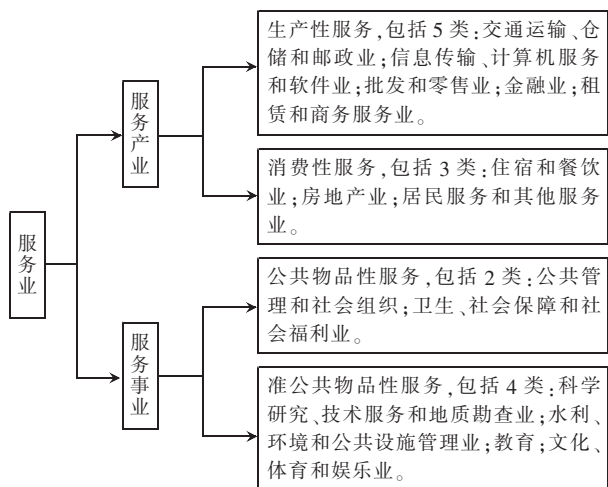 生产性服务,包括5类:交通运输、仓
储和邮政业;信息传输、计算机服务
和软件业;批发和零售业;金融业;租
赁和商务服务业。
服务产业
消费性服务,包括3类:住宿和餐饮
业;房地产业;居民服务和其他服务
业。
服务业
公共物品性服务,包括2类:公共管
理和社会组织;卫生、社会保障和社
会福利业。
服务事业
准公共物品性服务,包括4类:科学
研究、技术服务和地质勘查业;水利、
环境和公共设施管理业;教育;文化、
体育和娱乐业。